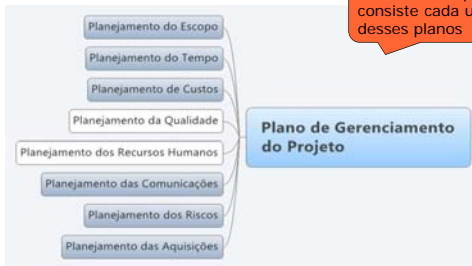 consiste cada u
desses planos
Planejamento do Escopo
Planejamento do Tempo
Planejamento de Custos
Planejamento da Qualidade
Planejamento dos Recursos Humanos
Planejamento das Comunicações
Planejamento dos Riscos
Planejamento das Aquisições
Plano de Gerenciamento
do Projeto